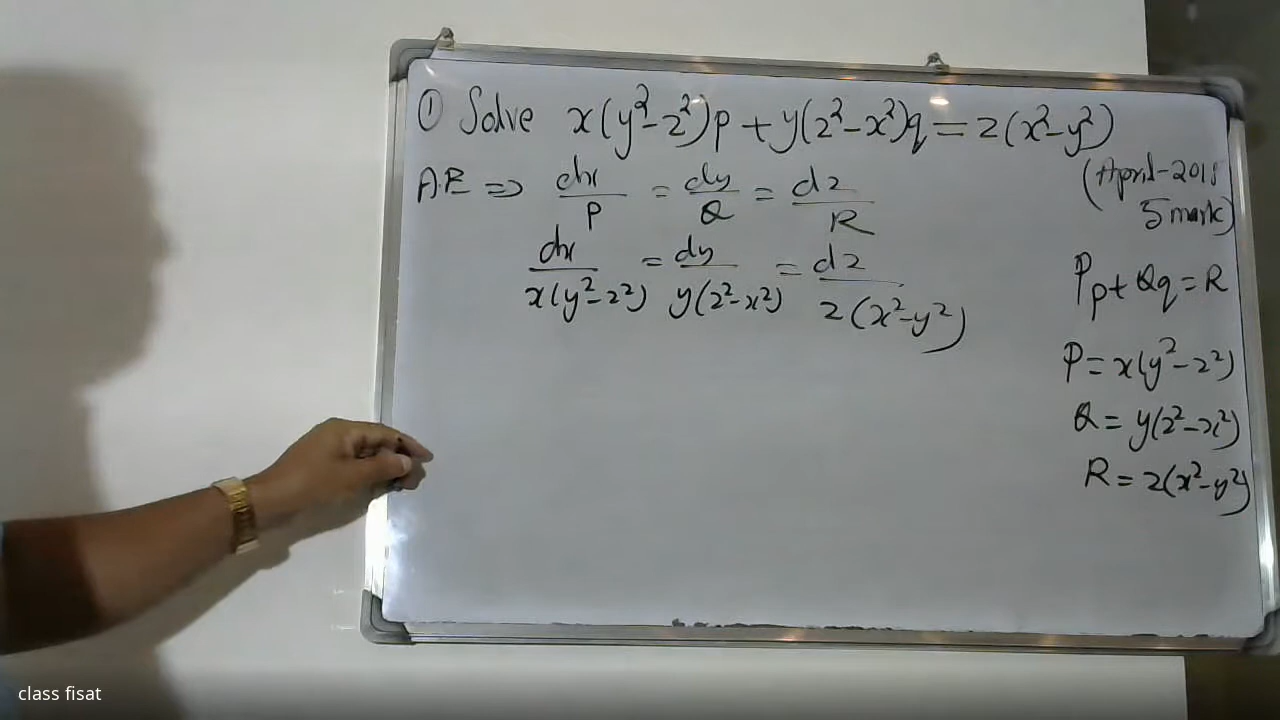 ① Solve x(y²-z²)p + y(z²-x²)q = z(x²-y²)
(April-2018
5 mark)
AE ⇒ dx/P = dy/Q = dz/R
dx/x(y²-z²) = dy/y(z²-x²) = dz/z(x²-y²)
Pp + Qq = R
P = x(y²-z²)
Q = y(z²-x²)
R = z(x²-y²)
class fisat